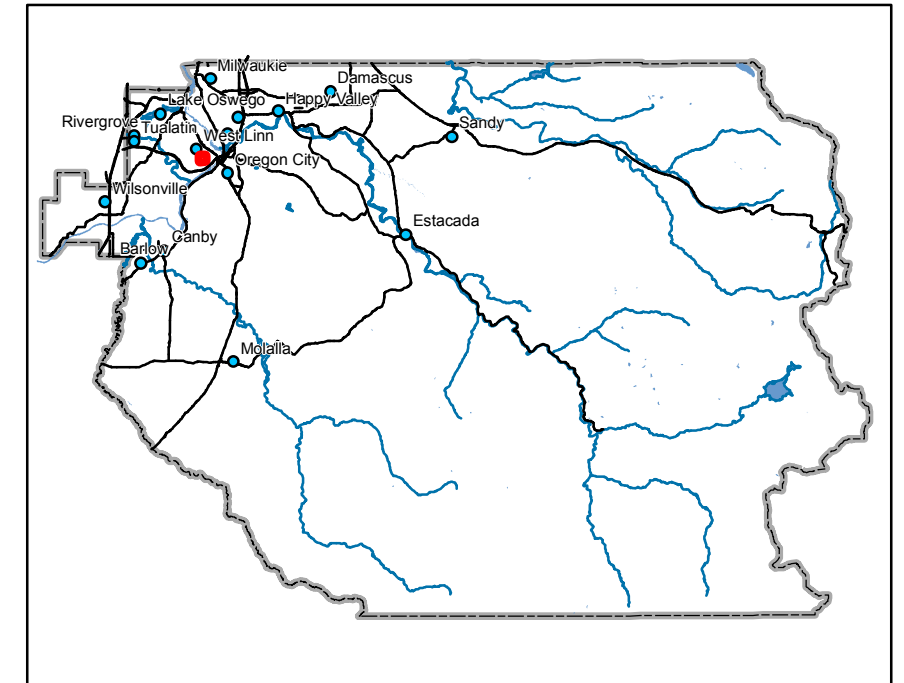 Milwaukie
Damascus
Lake Oswego
Happy Valley
Rivergrove
Tualatin
West Linn
Sandy
Oregon City
Wilsonville
Estacada
Canby
Barlow
Molalla